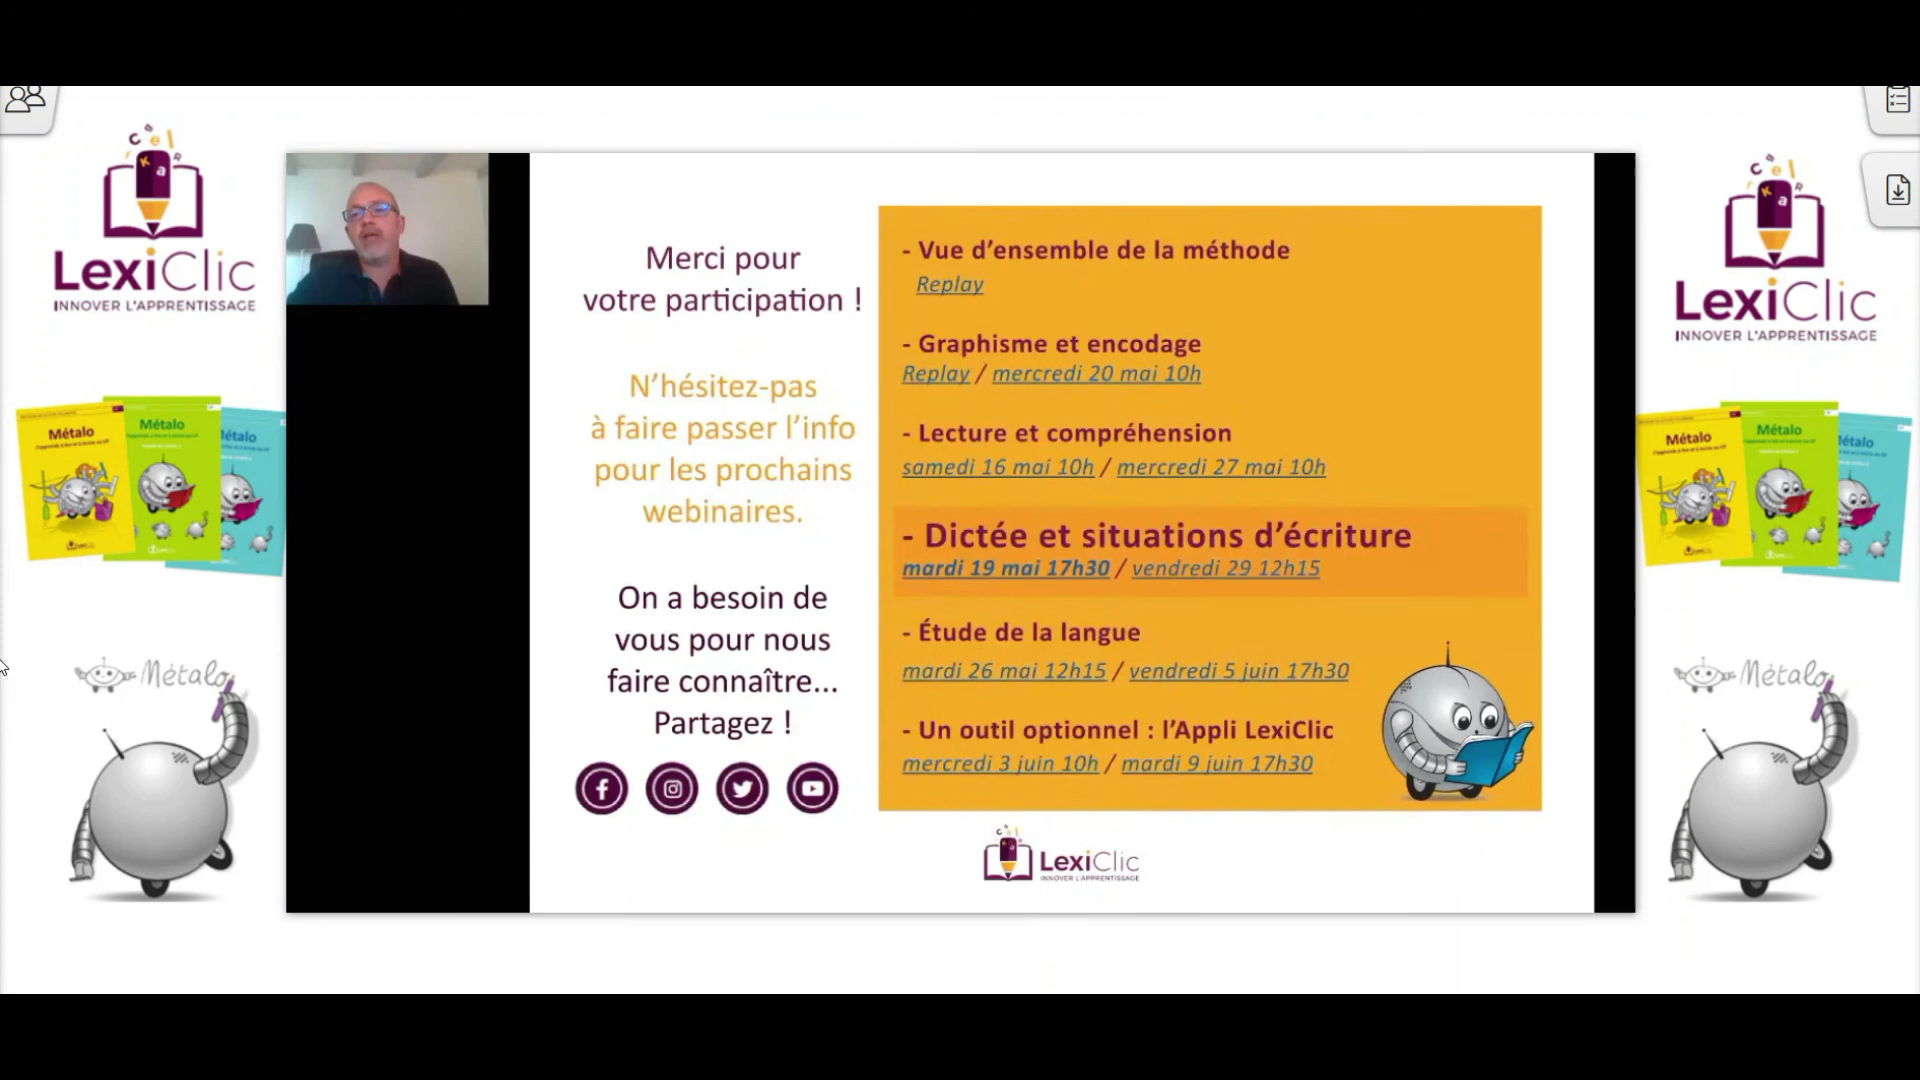 LexiClic
INNOVER L'APPRENTISSAGE
Métalo
Métalo
Métalo
Métalo
Merci pour
votre participation !
N'hésitez-pas
à faire passer l'info
pour les prochains
webinaires.
On a besoin de
vous pour nous
faire connaître...
Partagez !
- Vue d'ensemble de la méthode
Replay
- Graphisme et encodage
Replay / mercredi 20 mai 10h
- Lecture et compréhension
samedi 16 mai 10h / mercredi 27 mai 10h
- Dictée et situations d'écriture
mardi 19 mai 17h30 / vendredi 29 12h15
- Étude de la langue
mardi 26 mai 12h15 / vendredi 5 juin 17h30
- Un outil optionnel : l'Appli LexiClic
mercredi 3 juin 10h / mardi 9 juin 17h30
LexiClic
INNOVER L'APPRENTISSAGE
LexiClic
INNOVER L'APPRENTISSAGE
Métalo
Métalo
Métalo
Métalo